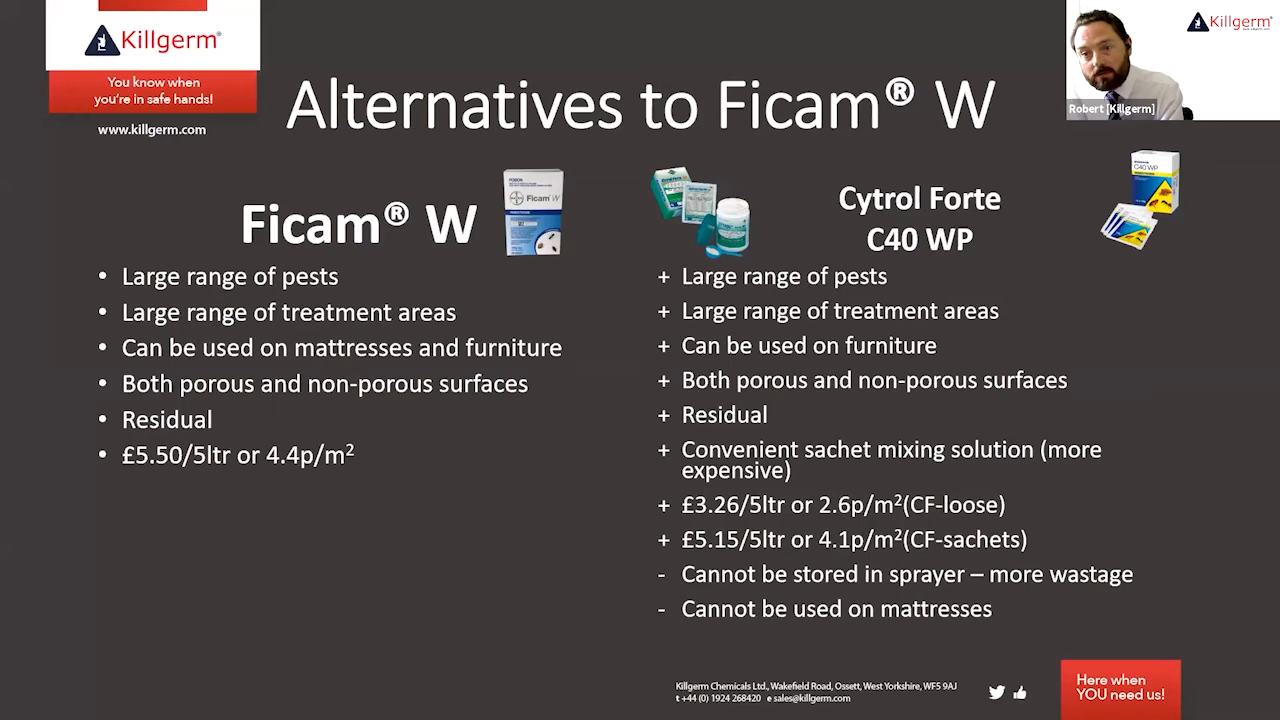 Killgerm®
You know when
you're in safe hands!
www.killgerm.com
Alternatives to Ficam® W
Killgerm®
Robert [Killgerm]
Ficam® W
Ficam W
• Large range of pests
• Large range of treatment areas
• Can be used on mattresses and furniture
• Both porous and non-porous surfaces
• Residual
• £5.50/5ltr or 4.4p/m²
Cytrol Forte
C40 WP
C40 WP
+ Large range of pests
+ Large range of treatment areas
+ Can be used on furniture
+ Both porous and non-porous surfaces
+ Residual
+ Convenient sachet mixing solution (more
expensive)
+ £3.26/5ltr or 2.6p/m²(CF-loose)
+ £5.15/5ltr or 4.1p/m²(CF-sachets)
- Cannot be stored in sprayer – more wastage
- Cannot be used on mattresses
Killgerm Chemicals Ltd., Wakefield Road, Ossett, West Yorkshire, WF5 9AJ
t +44 (0) 1924 268420 e sales@killgerm.com
Here when
YOU need us!